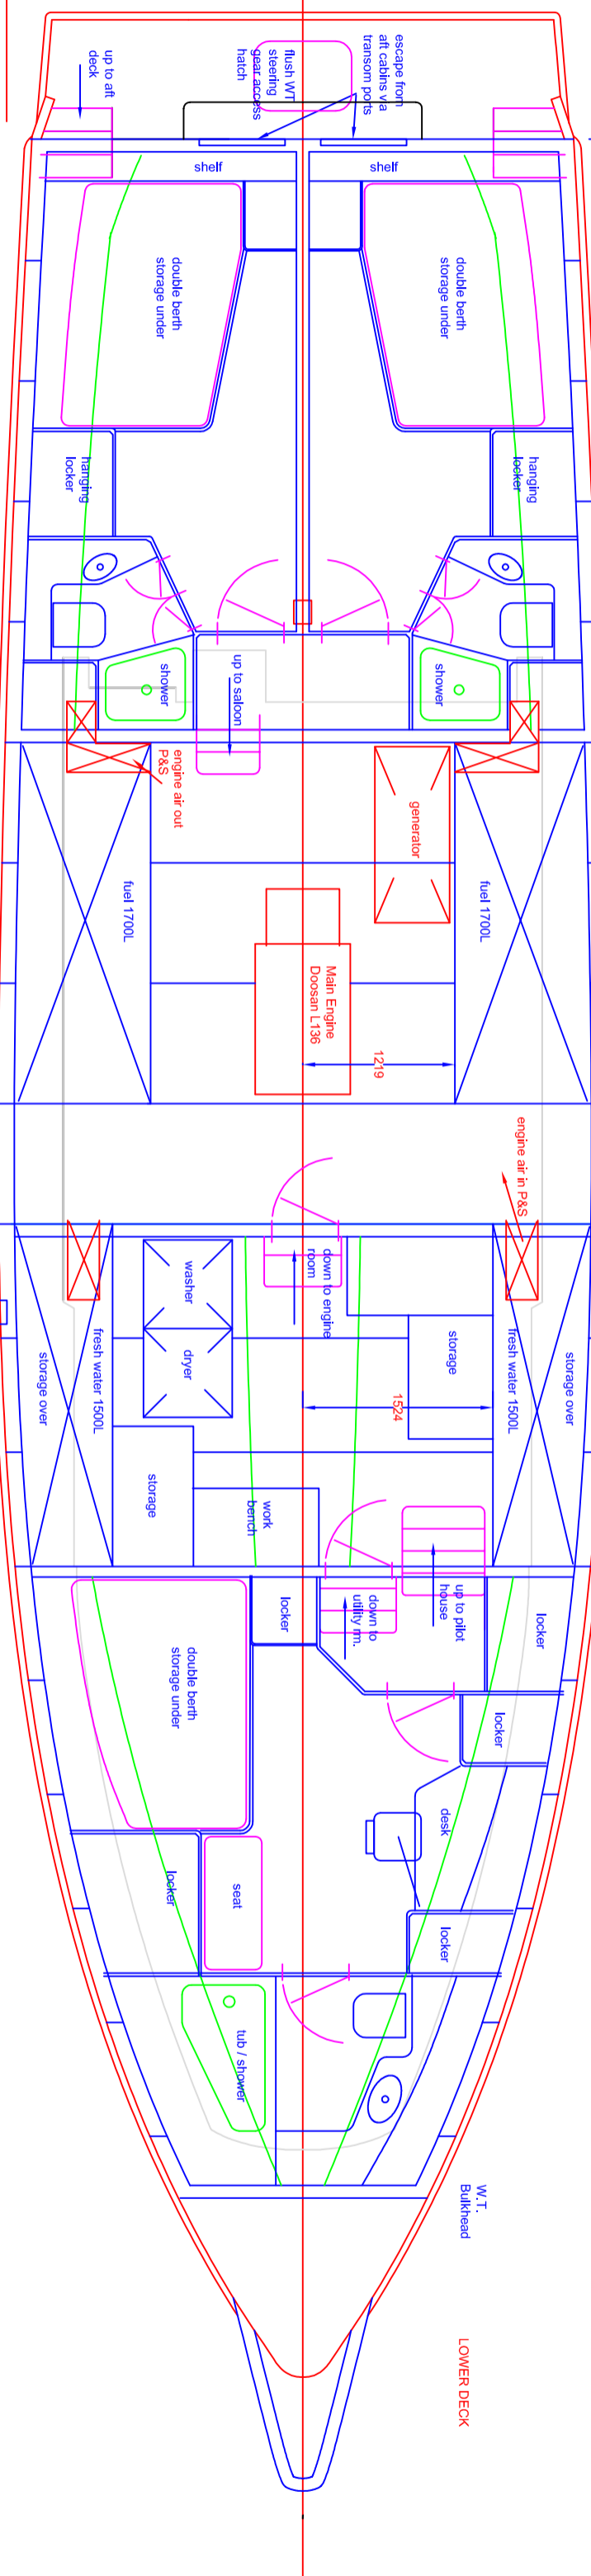 up to aft
deck
flush WT
steering
gear access
hatch
escape from
aft cabins via
transom ports
shelf
shelf
double berth
storage under
double berth
storage under
hanging
locker
hanging
locker
shower
up to saloon
shower
engine air out
P&S
generator
fuel 1700L
fuel 1700L
Main Engine
Doosan L136
1219
engine air in P&S
down to engine
room
washer
dryer
storage
fresh water 1500L
fresh water 1500L
storage over
storage over
1524
storage
work
bench
locker
down to
utility rm.
up to pilot
house
locker
double berth
storage under
locker
desk
locker
seat
locker
tub / shower
W.T.
Bulkhead
LOWER DECK